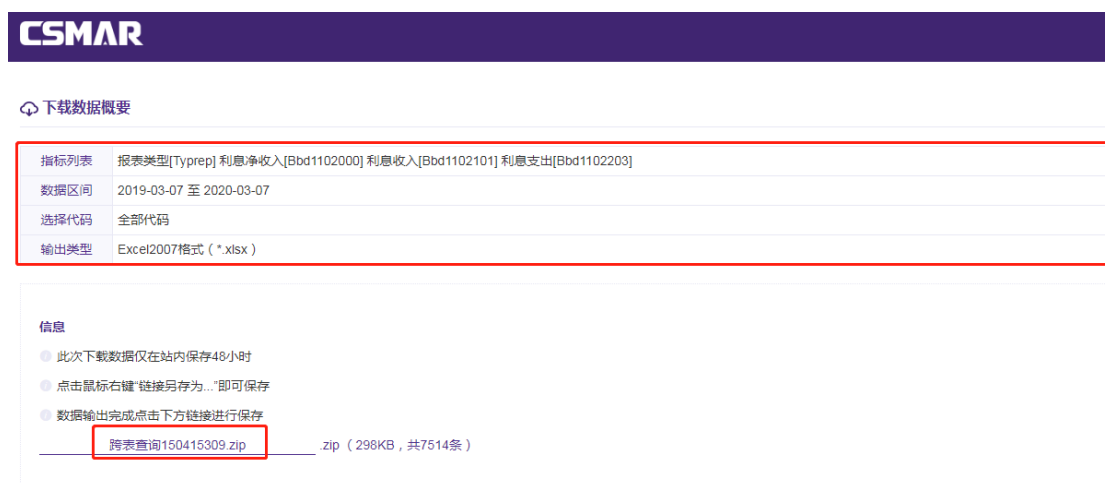 CSMAR
下载数据概要
指标列表 报表类型[Typrep] 利息净收入[Bbd1102000] 利息收入[Bbd1102101] 利息支出[Bbd1102203]
数据区间 2019-03-07 至 2020-03-07
选择代码 全部代码
输出类型 Excel2007格式 ( *.xlsx )
信息
此次下载数据仅在站内保存48小时
点击鼠标右键“链接另存为...”即可保存
数据输出完成点击下方链接进行保存
跨表查询150415309.zip .zip ( 298KB , 共7514条 )